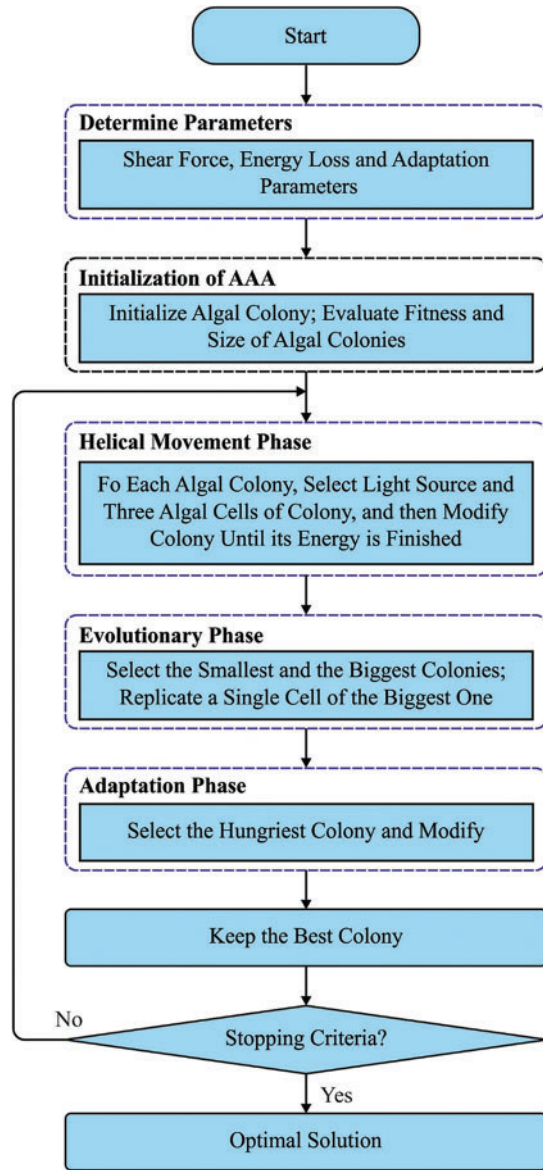 Start
Determine Parameters
Shear Force, Energy Loss and Adaptation
Parameters
Initialization of AAA
Initialize Algal Colony; Evaluate Fitness and
Size of Algal Colonies
Helical Movement Phase
Fo Each Algal Colony, Select Light Source and
Three Algal Cells of Colony, and then Modify
Colony Until its Energy is Finished
Evolutionary Phase
Select the Smallest and the Biggest Colonies;
Replicate a Single Cell of the Biggest One
Adaptation Phase
Select the Hungriest Colony and Modify
Keep the Best Colony
No
Stopping Criteria?
Yes
Optimal Solution